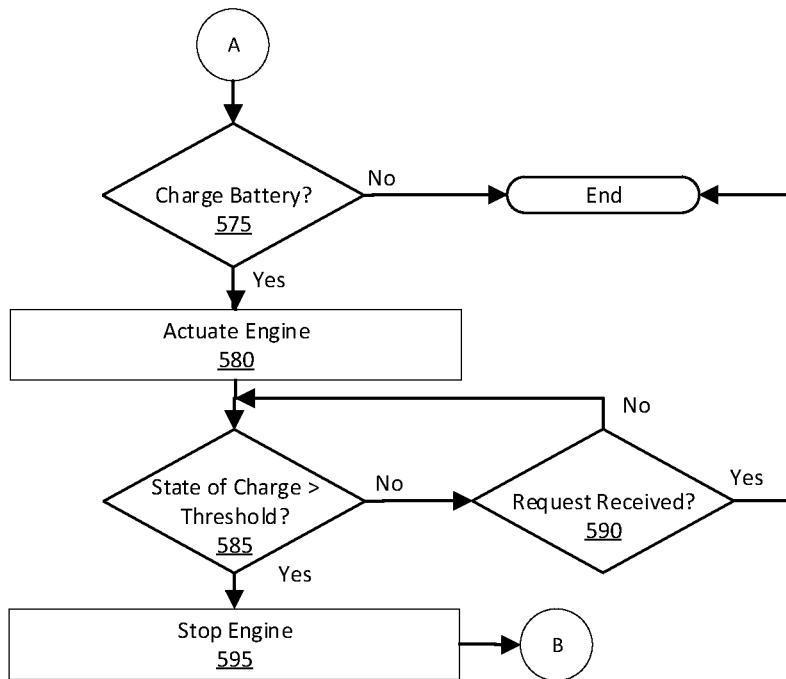 A
Charge Battery?
575
No
End
Yes
Actuate Engine
580
No
State of Charge >
Threshold?
585
No
Request Received?
590
Yes
Yes
Stop Engine
595
B